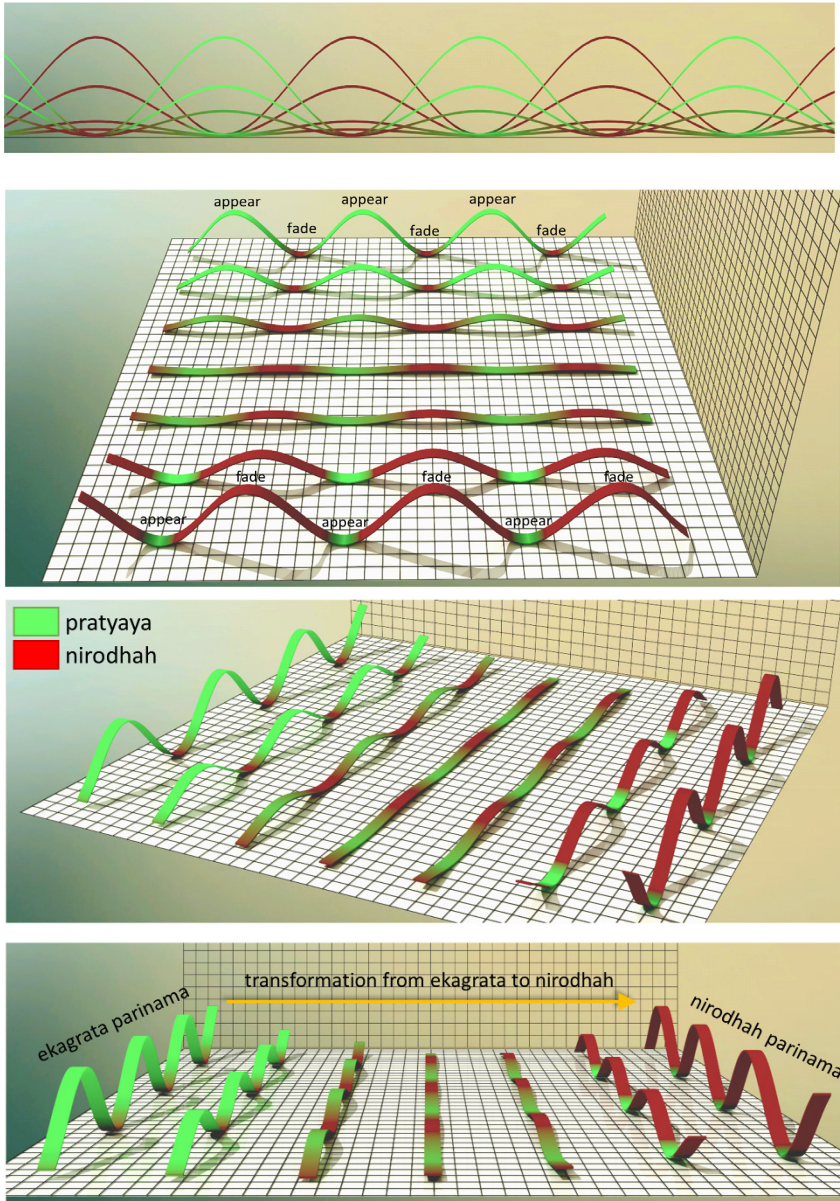 appear
appear
appear
fade
fade
fade
fade
fade
fade
appear
appear
appear
pratyaya
nirodhah
transformation from ekagrata to nirodhah
ekagrata parinama
nirodhah parinama